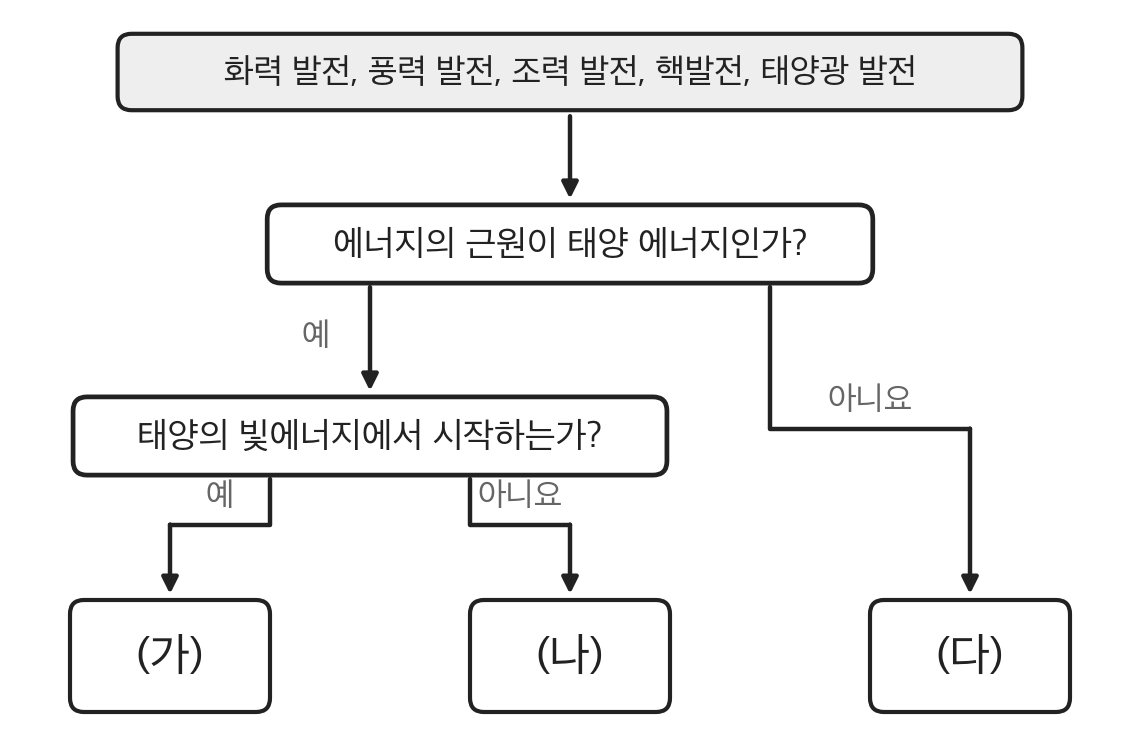 화력 발전, 풍력 발전, 조력 발전, 핵발전, 태양광 발전
에너지의 근원이 태양 에너지인가?
예
아니요
태양의 빛에너지에서 시작하는가?
예
아니요
(가)
(나)
(다)